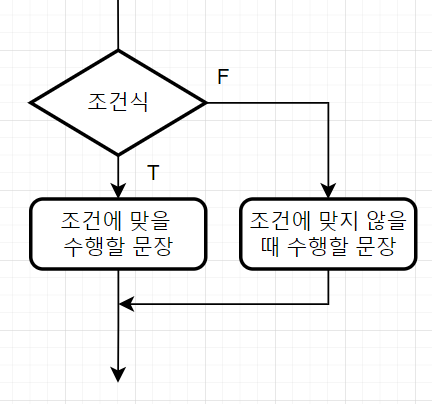 조건식
F
T
조건에 맞을
수행할 문장
조건에 맞지 않을
때 수행할 문장